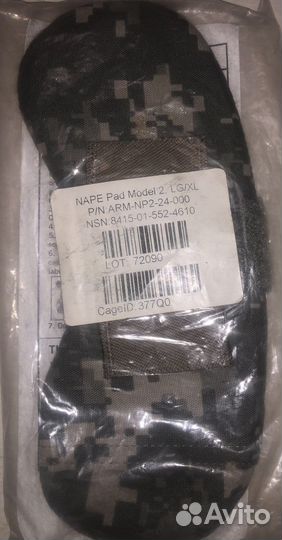 NAPE Pad Model 2. LG/XL
P/N ARM-NP2-24-000
NSN:8415-01-552-4610
LOT: 72090
CageID: 377Q0
Avito